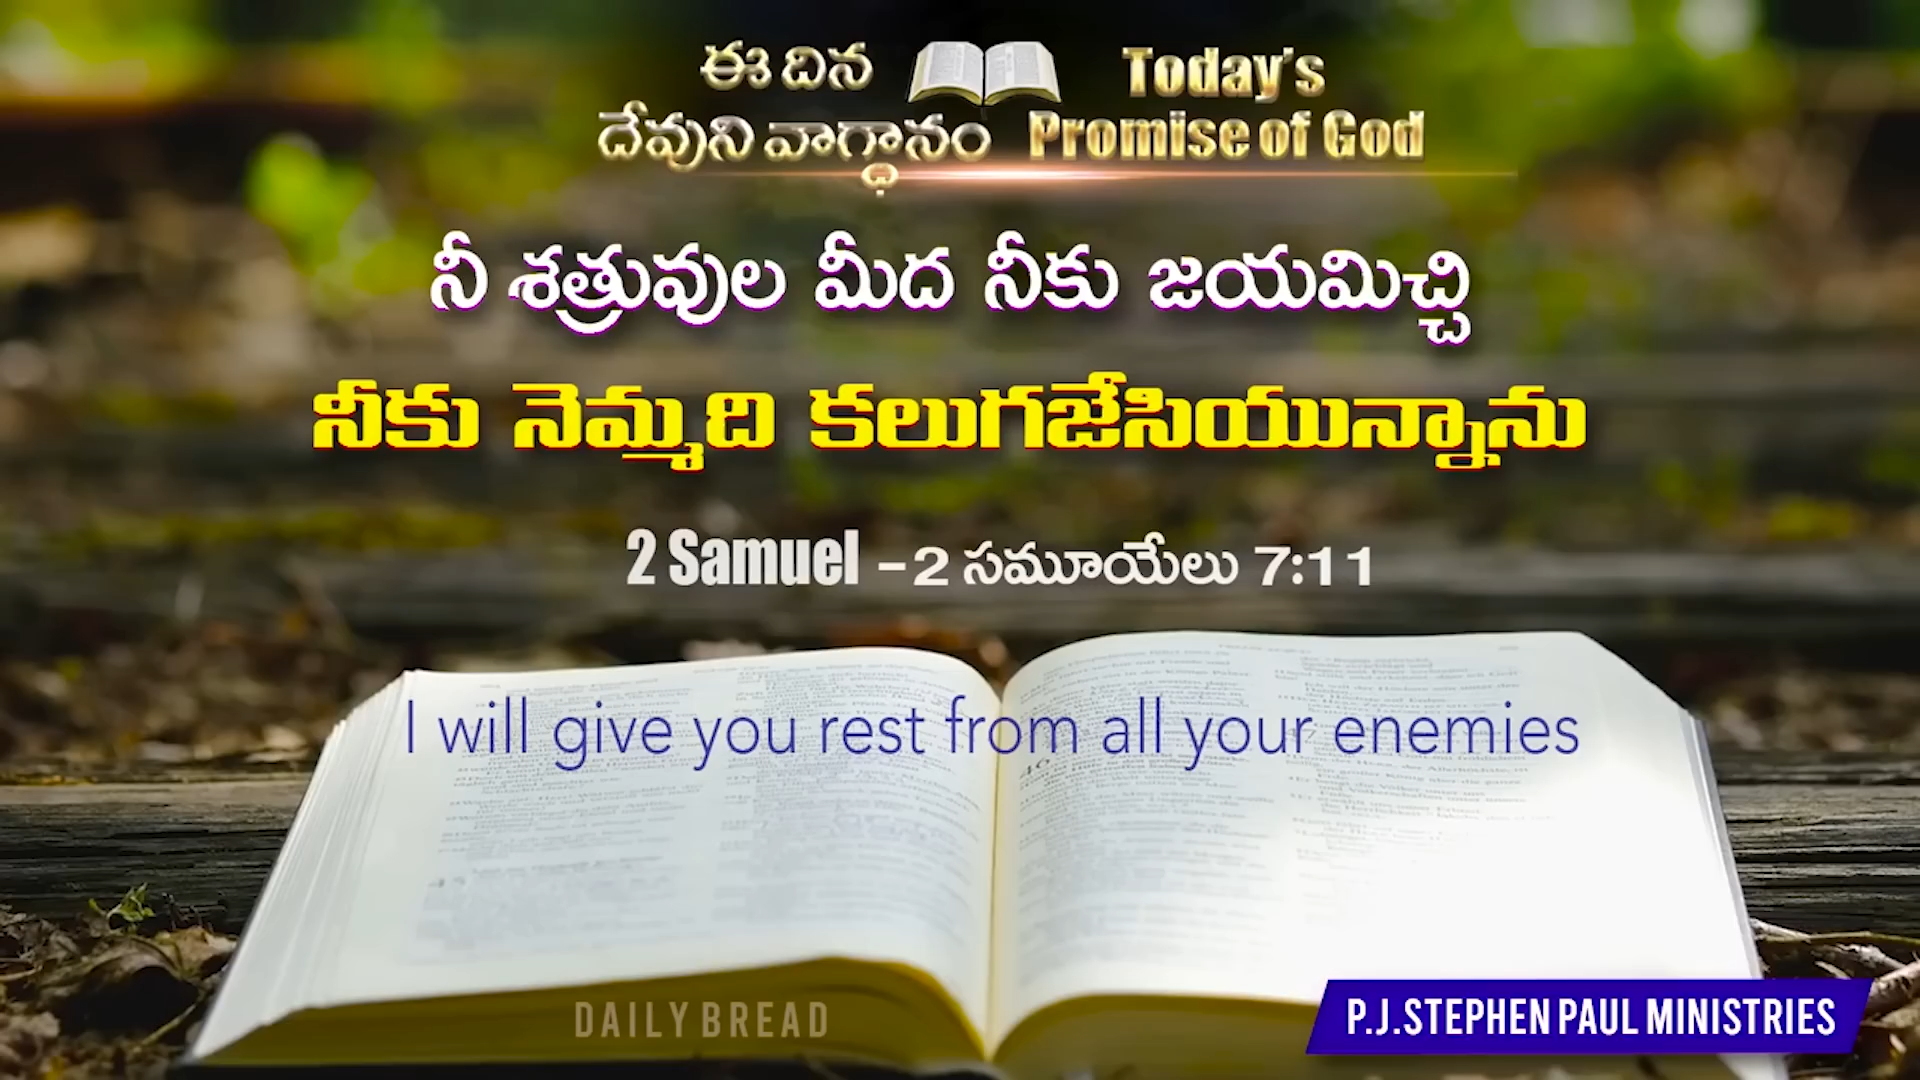 ఈ దిన
దేవుని వాగ్ధానం
Today's
Promise of God
నీ శత్రువుల మీద నీకు జయమిచ్చి
నీకు నెమ్మది కలుగజేసియున్నాను
2 Samuel - 2 సమూయేలు 7:11
I will give you rest from all your enemies
DAILY BREAD
P.J.STEPHEN PAUL MINISTRIES